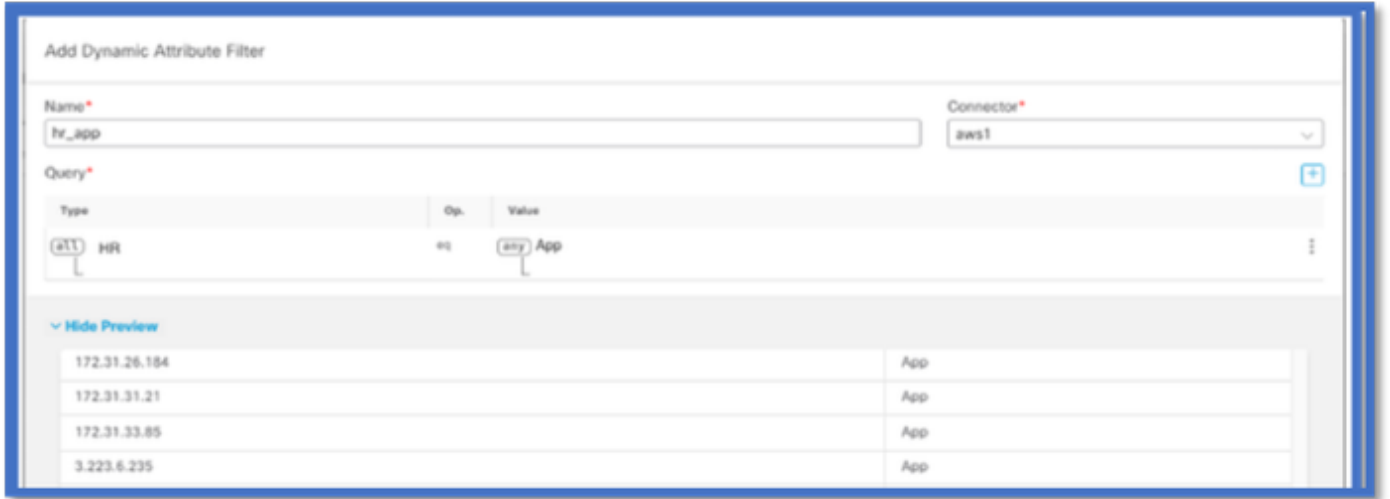 Add Dynamic Attribute Filter
Name* Connector*
hr_app aws1
Query*
Type Op. Value
all HR eq any App
Hide Preview
172.31.26.184 App
172.31.31.21 App
172.31.33.85 App
3.223.6.235 App